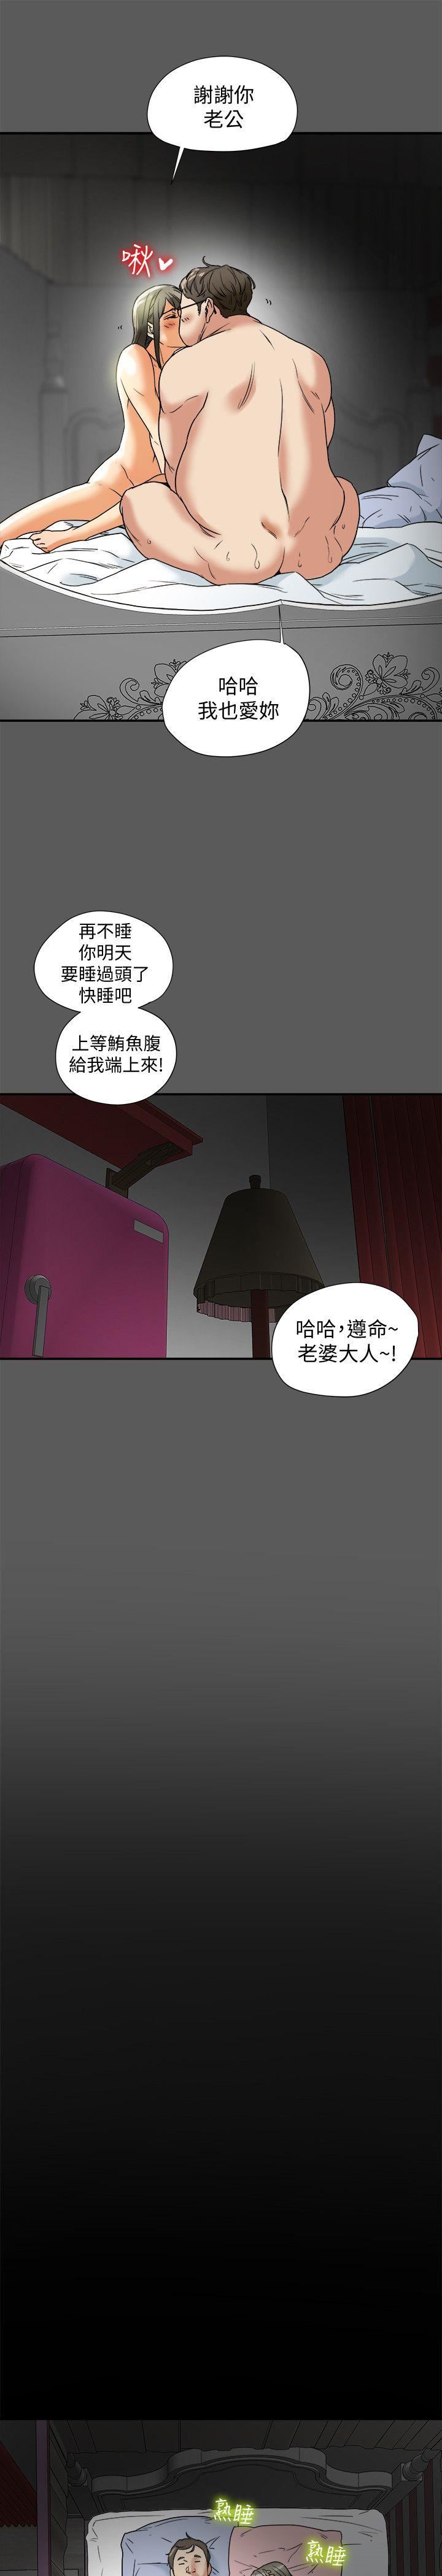 謝謝你
老公
啾
哈哈
我也愛妳
再不睡
你明天
要睡過頭了
快睡吧
上等鮪魚腹
給我端上來!
哈哈，遵命~
老婆大人~!
熟睡
熟睡